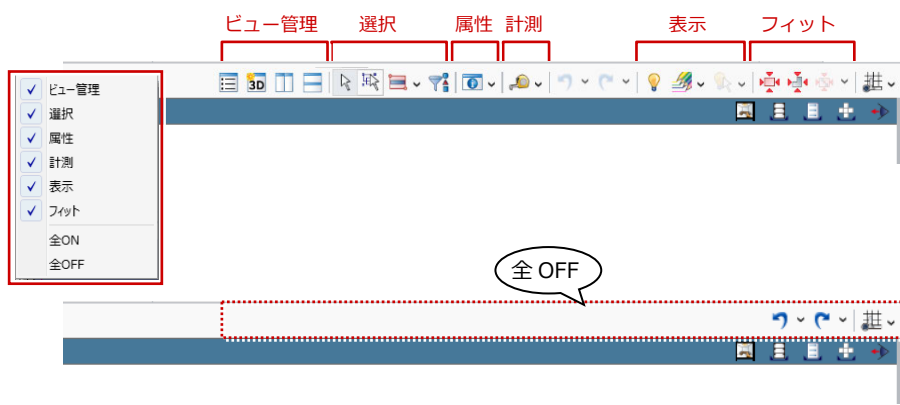 ビュー管理 選択 属性 計測 表示 フィット
3D
ビュー管理
選択
属性
計測
表示
フィット
全ON
全OFF
全 OFF